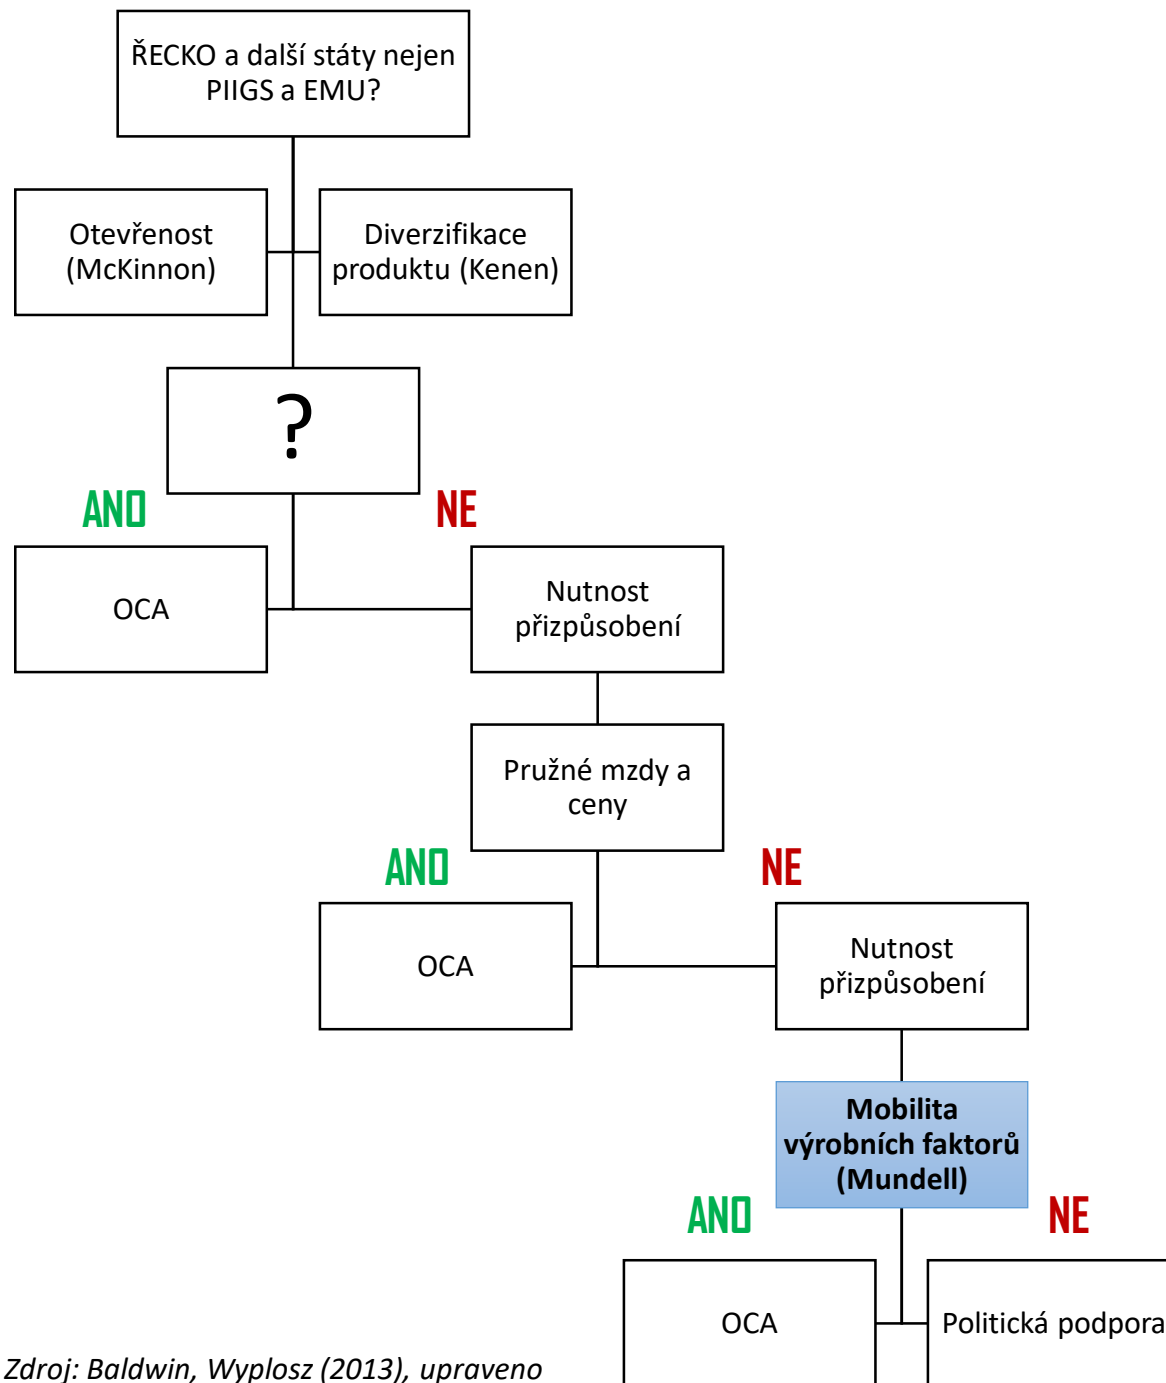 ŘECKO a další státy nejen
PIIGS a EMU?
Otevřenost
(McKinnon)
Diverzifikace
produktu (Kenen)
?
ANO
NE
OCA
Nutnost
přizpůsobení
Pružné mzdy a
ceny
ANO
NE
OCA
Nutnost
přizpůsobení
Mobilita
výrobních faktorů
(Mundell)
ANO
NE
OCA
Politická podpora
Zdroj: Baldwin, Wyplosz (2013), upraveno